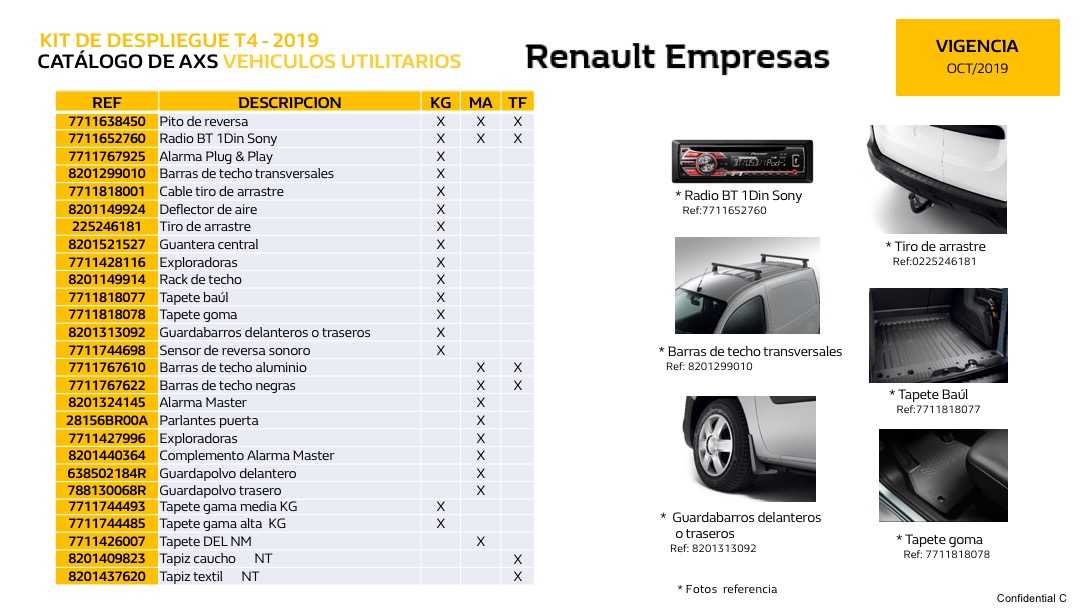 KIT DE DESPLIEGUE T4 - 2019
CATÁLOGO DE AXS VEHICULOS UTILITARIOS
Renault Empresas
VIGENCIA
OCT/2019
REF DESCRIPCION KG MA TF
7711638450 Pito de reversa X X X
7711652760 Radio BT 1Din Sony X X X
7711767925 Alarma Plug & Play X
8201299010 Barras de techo transversales X
7711818001 Cable tiro de arrastre X
8201149924 Deflector de aire X
225246181 Tiro de arrastre X
8201521527 Guantera central X
7711428116 Exploradoras X
8201149914 Rack de techo X
7711818077 Tapete baúl X
7711818078 Tapete goma X
8201313092 Guardabarros delanteros o traseros X
7711744698 Sensor de reversa sonoro X
7711767610 Barras de techo aluminio X X
7711767622 Barras de techo negras X X
8201324145 Alarma Master X
28156BR00A Parlantes puerta X
7711427996 Exploradoras X
8201440364 Complemento Alarma Master X
638502184R Guardapolvo delantero X
788130068R Guardapolvo trasero X
7711744493 Tapete gama media KG X
7711744485 Tapete gama alta KG X
7711426007 Tapete DEL NM X
8201409823 Tapiz caucho NT X
8201437620 Tapiz textil NT X
* Radio BT 1Din Sony
Ref:7711652760
* Tiro de arrastre
Ref:0225246181
* Barras de techo transversales
Ref: 8201299010
* Tapete Baúl
Ref:7711818077
* Guardabarros delanteros
o traseros
Ref: 8201313092
* Tapete goma
Ref: 7711818078
* Fotos referencia
Confidential C